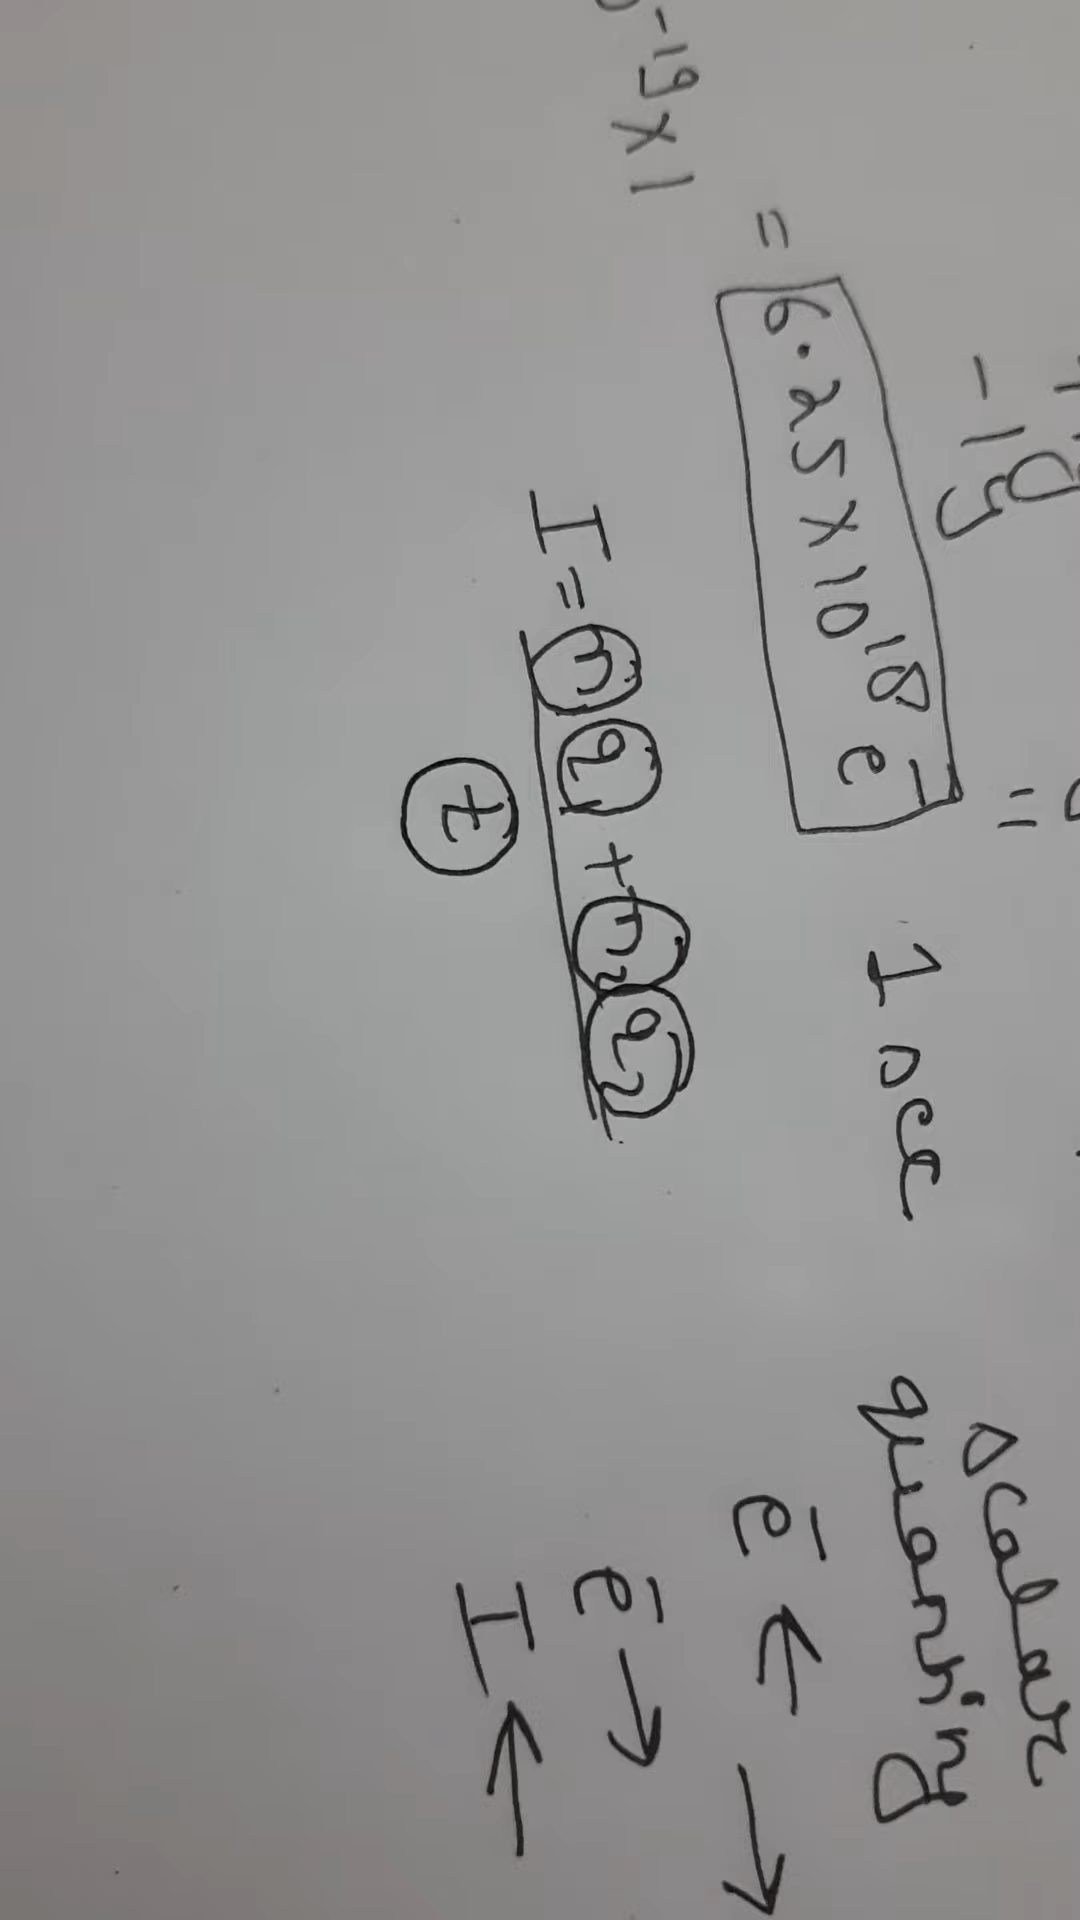 -19
= 6.25×10¹⁸ e⁻ 1 sec
⁻¹⁹×1
scalar
quantity
e⁻ ← →
I = n₁q₁+n₂q₂
t
e⁻ →
I ←